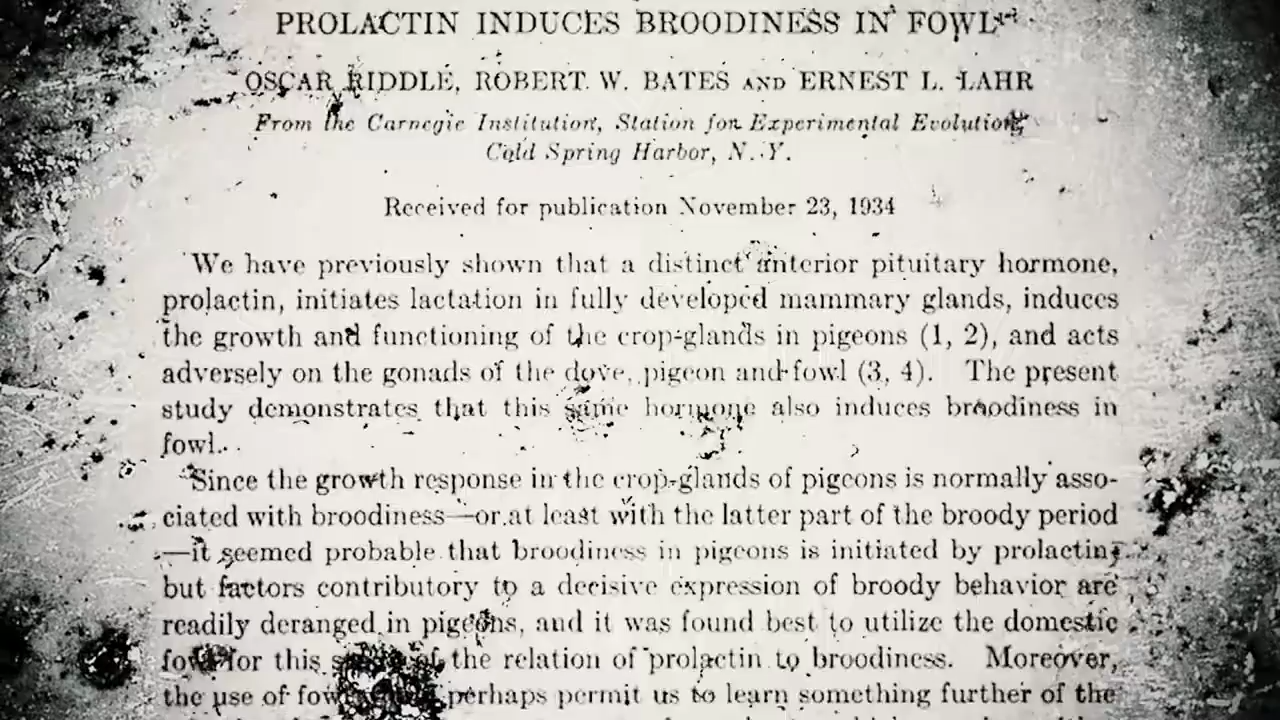 PROLACTIN INDUCES BROODINESS IN FOWL
OSCAR RIDDLE, ROBERT W. BATES AND ERNEST L. LAHR
From the Carnegie Institution, Station for Experimental Evolution,
Cold Spring Harbor, N. Y.
Received for publication November 23, 1934
We have previously shown that a distinct anterior pituitary hormone,
prolactin, initiates lactation in fully developed mammary glands, induces
the growth and functioning of the crop-glands in pigeons (1, 2), and acts
adversely on the gonads of the dove, pigeon and fowl (3, 4). The present
study demonstrates that this same hormone also induces broodiness in
fowl.
Since the growth response in the crop-glands of pigeons is normally asso-
ciated with broodiness—or at least with the latter part of the broody period
—it seemed probable that broodiness in pigeons is initiated by prolactin;
but factors contributory to a decisive expression of broody behavior are
readily deranged in pigeons, and it was found best to utilize the domestic
fowl for this of the relation of prolactin to broodiness. Moreover,
the use of fowl perhaps permit us to learn something further of the